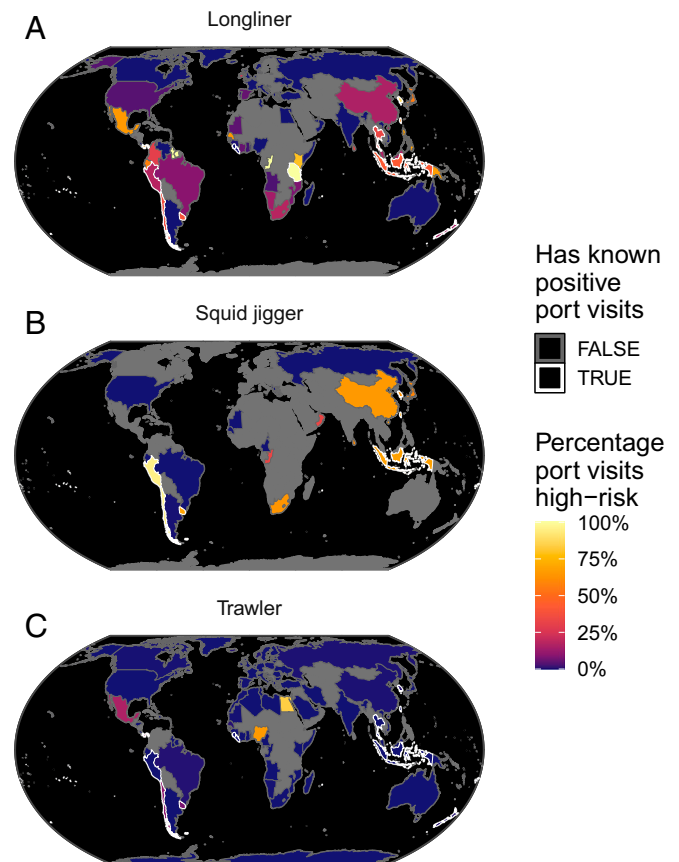 A
Longliner
B
Squid jigger
C
Trawler
Has known
positive
port visits
FALSE
TRUE
Percentage
port visits
high−risk
100%
75%
50%
25%
0%